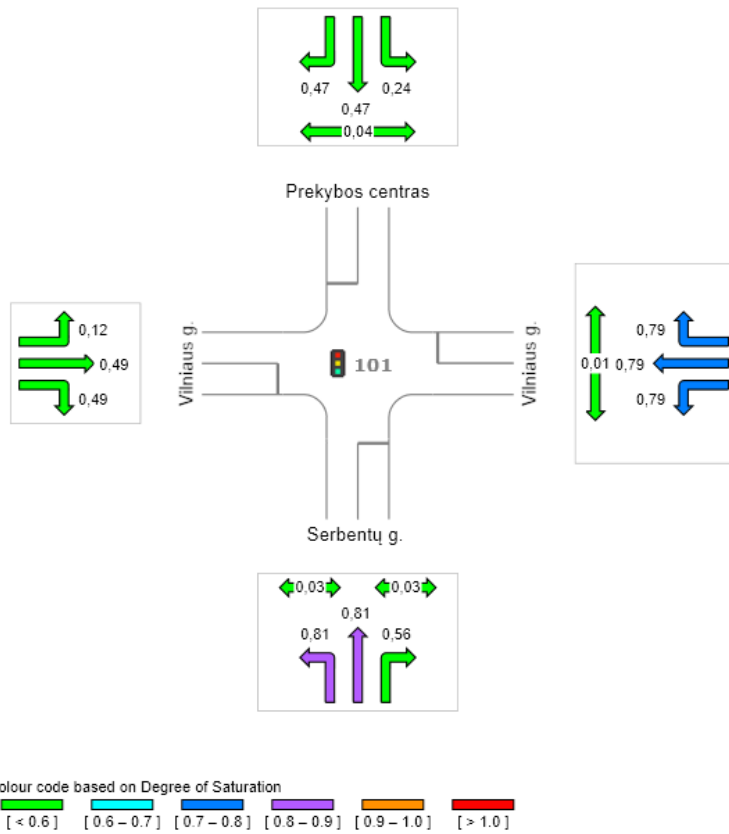 0,47
0,24
0,47
0,04
Prekybos centras
Vilniaus g.
Vilniaus g.
0,12
0,49
0,49
101
0,79
0,01
0,79
0,79
Serbentų g.
0,03
0,03
0,81
0,81
0,56
olour code based on Degree of Saturation
[ < 0.6 ] [ 0.6 – 0.7 ] [ 0.7 – 0.8 ] [ 0.8 – 0.9 ] [ 0.9 – 1.0 ] [ > 1.0 ]